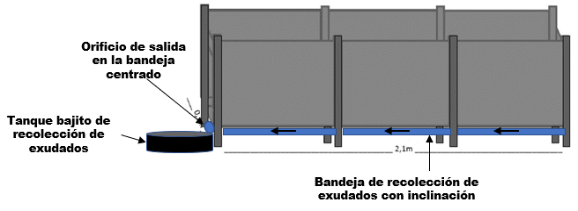 Orificio de salida
en la bandeja
centrado
Tanque bajito de
recolección de
exudados
2,1m
Bandeja de recolección de
exudados con inclinación